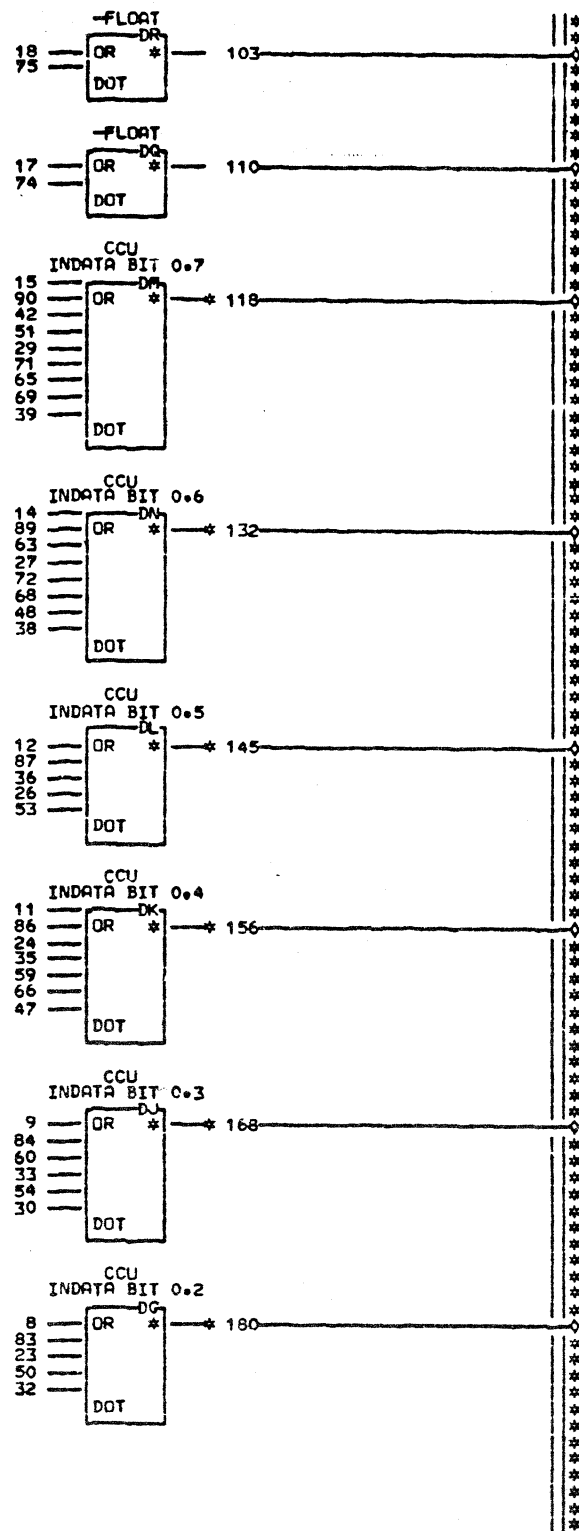 -FLOAT
DR
18 OR * 103
75
DOT
-FLOAT
DQ
17 OR * 110
74
DOT
CCU
INDATA BIT 0.7
15 DM
90 OR * * 118
42
51
29
71
65
69
39
DOT
CCU
INDATA BIT 0.6
14 DN
89 OR * * 132
63
27
72
68
48
38
DOT
CCU
INDATA BIT 0.5
DL
12 OR * * 145
87
36
26
53
DOT
CCU
INDATA BIT 0.4
11 DK
86 OR * * 156
24
35
59
66
47
DOT
CCU
INDATA BIT 0.3
DJ
9 OR * * 168
84
60
33
54
30
DOT
CCU
INDATA BIT 0.2
DG
8 OR * * 180
83
23
50
32
DOT